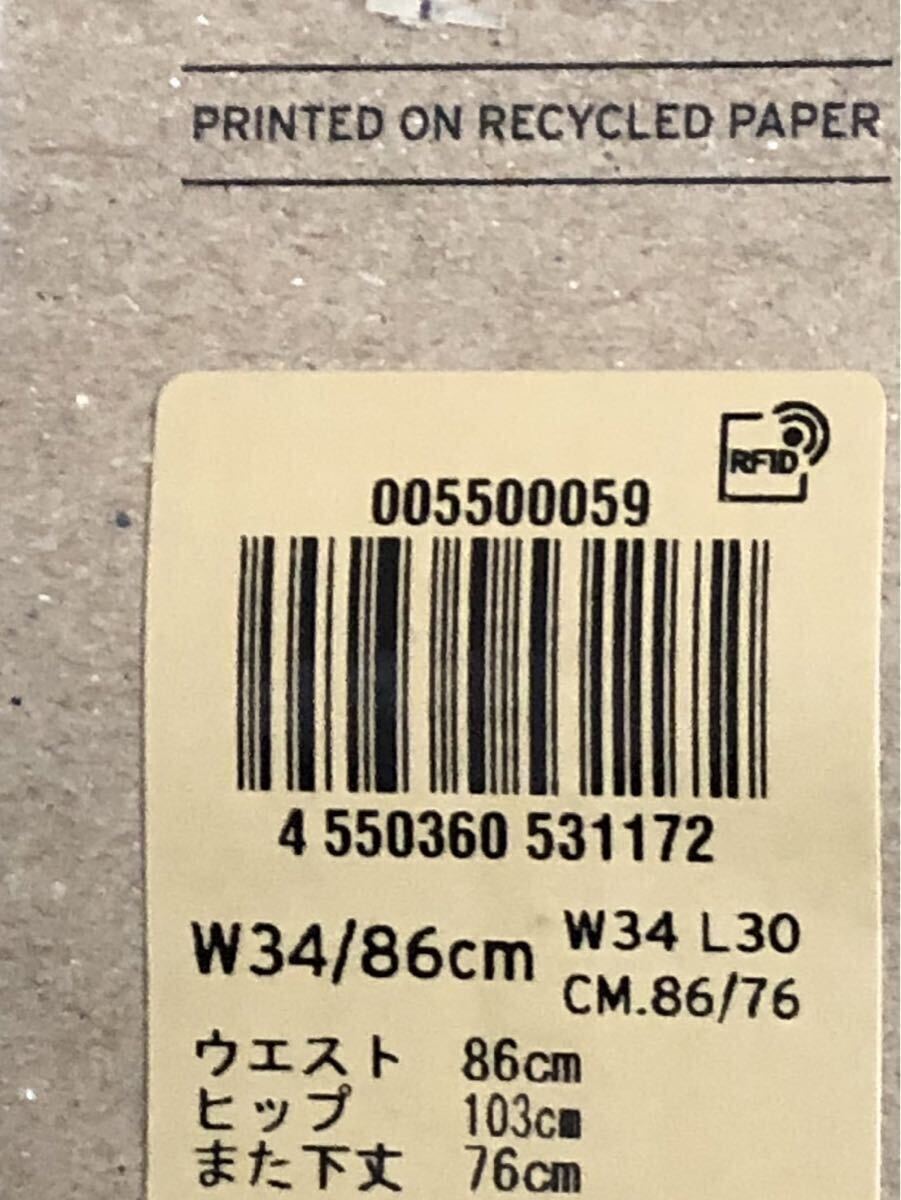 PRINTED ON RECYCLED PAPER
RFID
005500059
4 550360 531172
W34/86cm
W34 L30
CM.86/76
ウエスト 86cm
ヒップ 103cm
また下丈 76cm